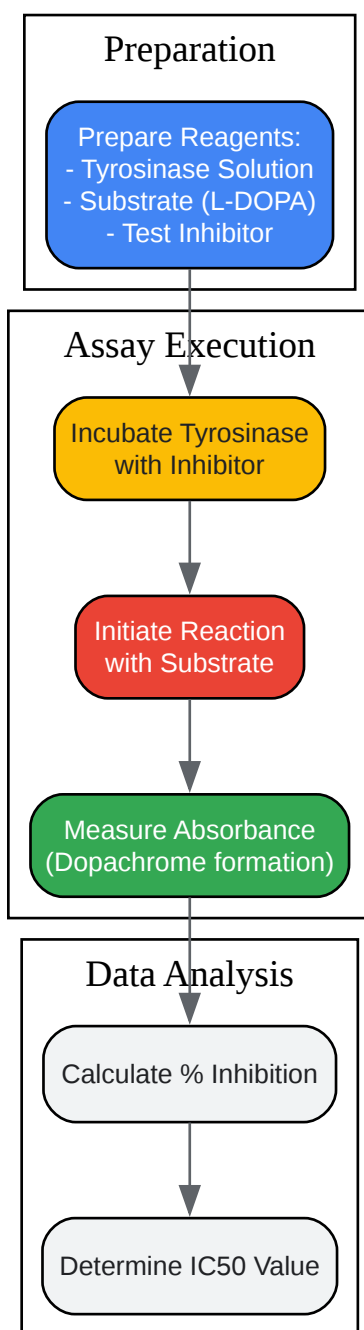 Preparation
Prepare Reagents:
- Tyrosinase Solution
- Substrate (L-DOPA)
- Test Inhibitor
Assay Execution
Incubate Tyrosinase
with Inhibitor
Initiate Reaction
with Substrate
Measure Absorbance
(Dopachrome formation)
Data Analysis
Calculate % Inhibition
Determine IC50 Value